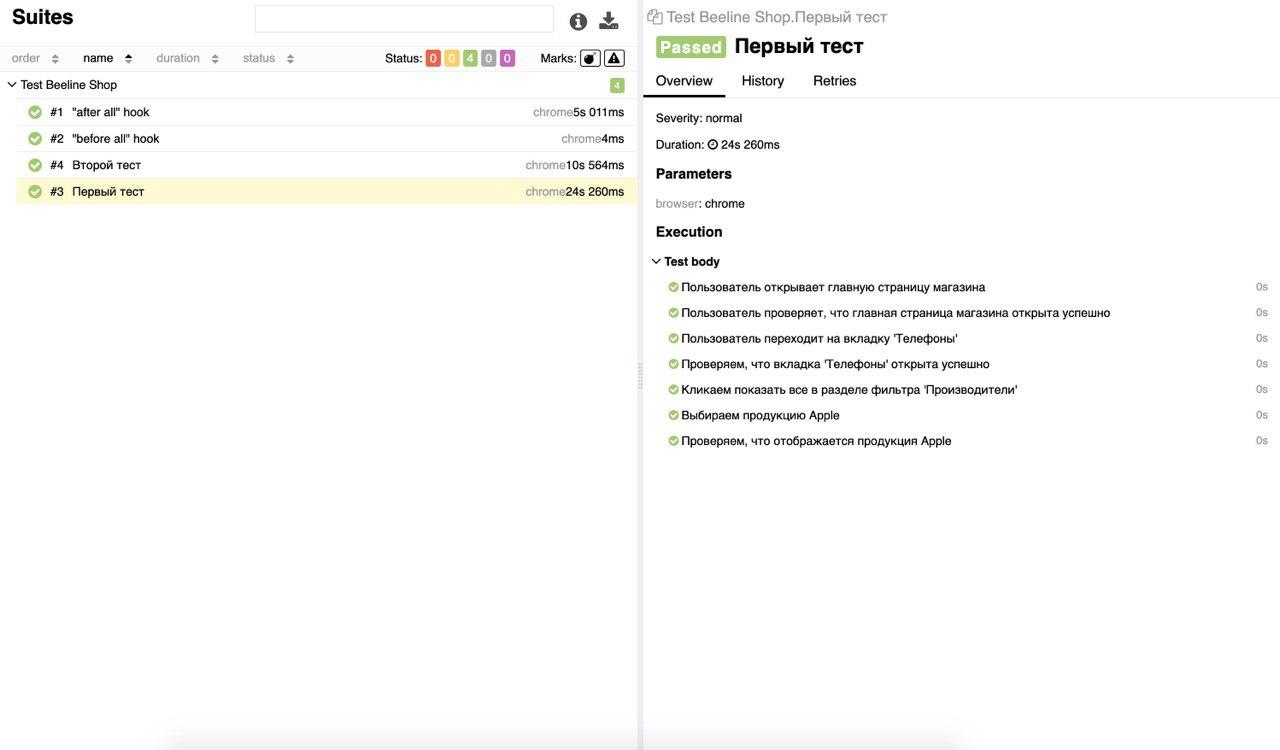 Suites
order name duration status Status: 0 0 4 0 0 Marks:
Test Beeline Shop 4
#1 "after all" hook chrome5s 011ms
#2 "before all" hook chrome4ms
#4 Второй тест chrome10s 564ms
#3 Первый тест chrome24s 260ms
Test Beeline Shop.Первый тест
Passed Первый тест
Overview History Retries
Severity: normal
Duration: 24s 260ms
Parameters
browser: chrome
Execution
Test body
Пользователь открывает главную страницу магазина 0s
Пользователь проверяет, что главная страница магазина открыта успешно 0s
Пользователь переходит на вкладку 'Телефоны' 0s
Проверяем, что вкладка 'Телефоны' открыта успешно 0s
Кликаем показать все в разделе фильтра 'Производители' 0s
Выбираем продукцию Apple 0s
Проверяем, что отображается продукция Apple 0s